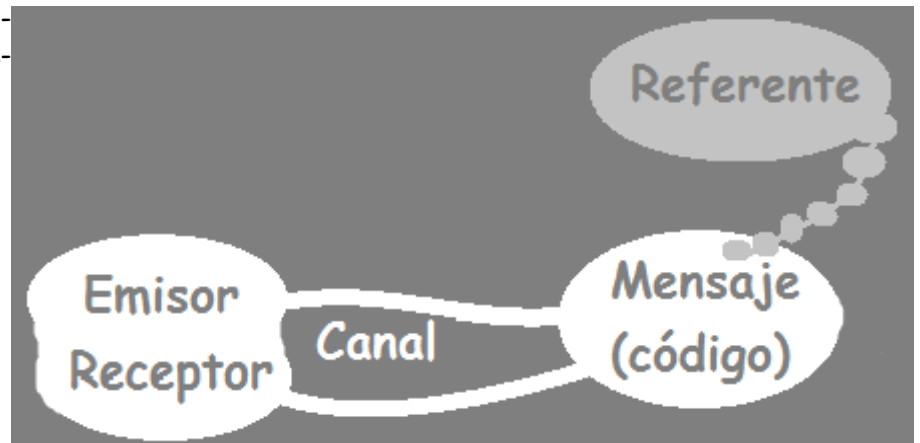 -
-
Referente
Emisor
Receptor
Canal
Mensaje
(código)